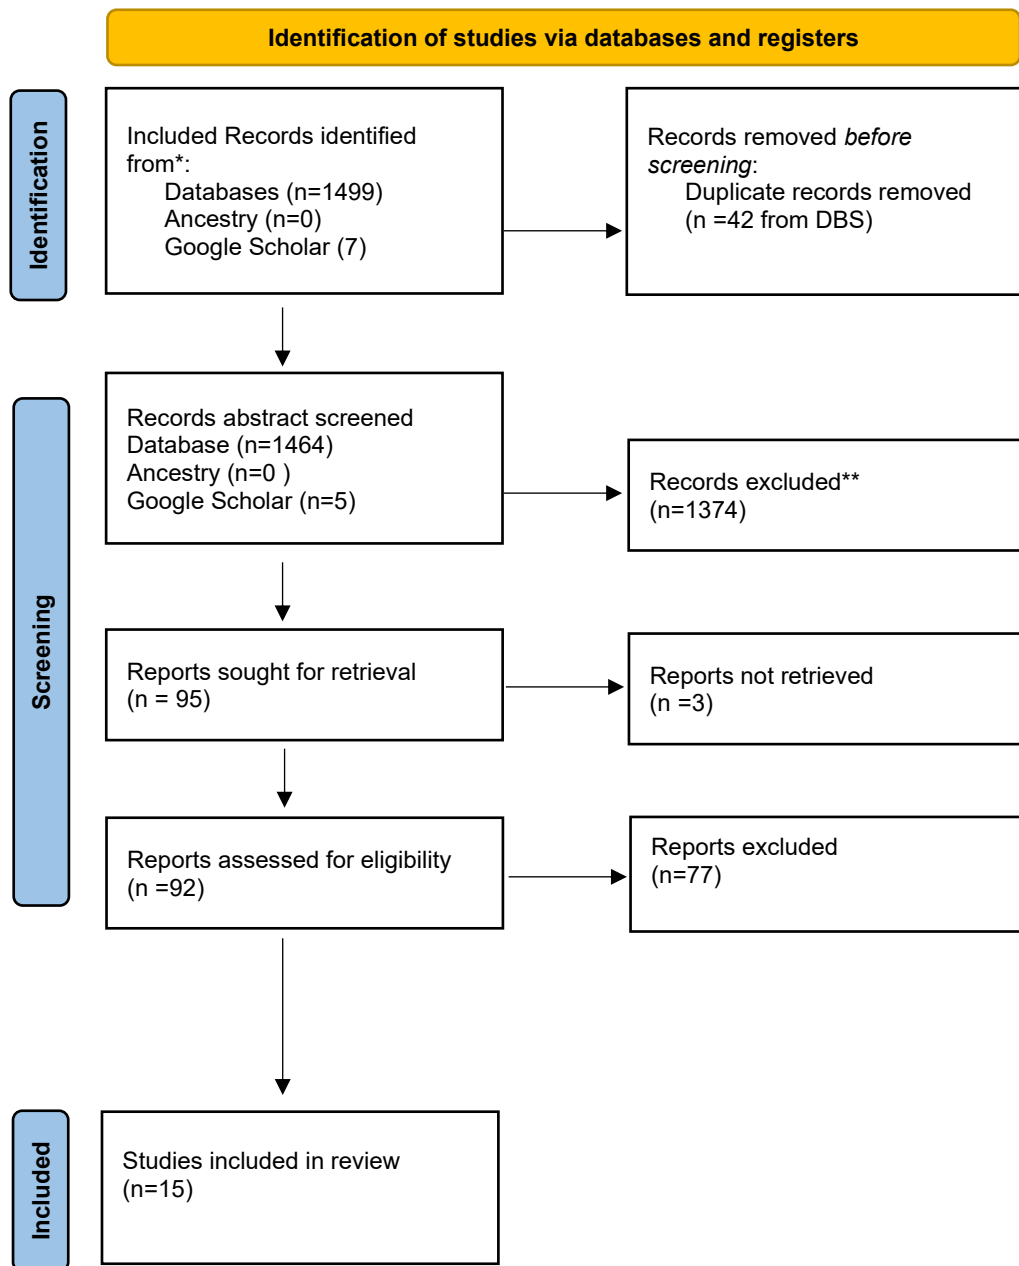 Identification of studies via databases and registers
Identification
Included Records identified
from*:
Databases (n=1499)
Ancestry (n=0)
Google Scholar (7)
Records removed before
screening:
Duplicate records removed
(n =42 from DBS)
Screening
Records abstract screened
Database (n=1464)
Ancestry (n=0 )
Google Scholar (n=5)
Records excluded**
(n=1374)
Reports sought for retrieval
(n = 95)
Reports not retrieved
(n =3)
Reports assessed for eligibility
(n =92)
Reports excluded
(n=77)
Included
Studies included in review
(n=15)